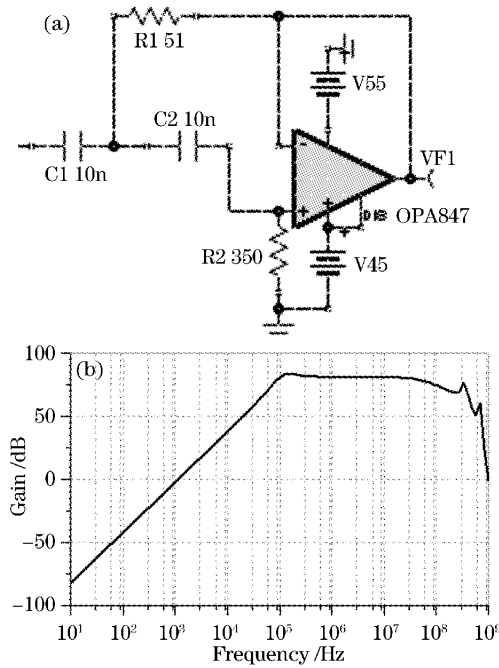 (a)
R1 51
V55
C2 10n
C1 10n
VF1
-
+
+
OPA847
R2 350
+
V45
(b)
Gain /dB
100
50
0
-50
-100
10¹ 10² 10³ 10⁴ 10⁵ 10⁶ 10⁷ 10⁸ 10⁹
Frequency /Hz